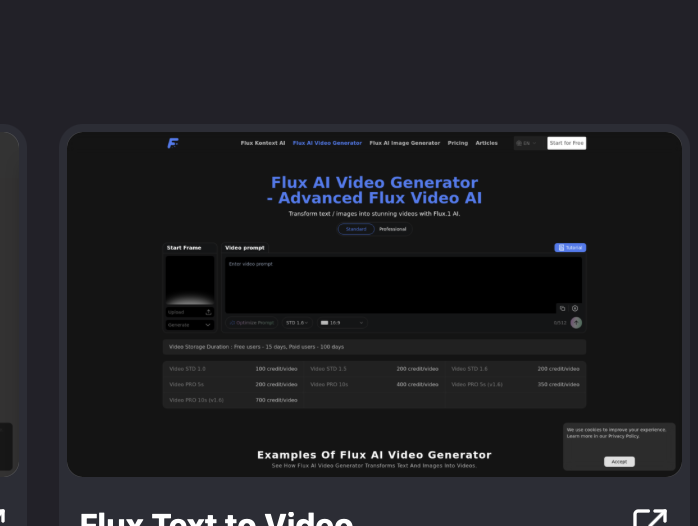 Flux Kontext AI Flux AI Video Generator Flux AI Image Generator Pricing Articles EN Start for Free
Flux AI Video Generator
- Advanced Flux Video AI
Transform text / images into stunning videos with Flux.1 AI.
Standard Professional
Start Frame Video prompt Tutorial
Enter video prompt
Upload
Generate
Optimize Prompt STD 1.6 16:9 0/512
Video Storage Duration : Free users - 15 days, Paid users - 100 days
Video STD 1.0 100 credit/video Video STD 1.5 200 credit/video Video STD 1.6 200 credit/video
Video PRO 5s 200 credit/video Video PRO 10s 400 credit/video Video PRO 5s (v1.6) 350 credit/video
Video PRO 10s (v1.6) 700 credit/video
We use cookies to improve your experience.
Learn more in our Privacy Policy.
Accept
Examples Of Flux AI Video Generator
See How Flux AI Video Generator Transforms Text And Images Into Videos.
Flux Text to Video